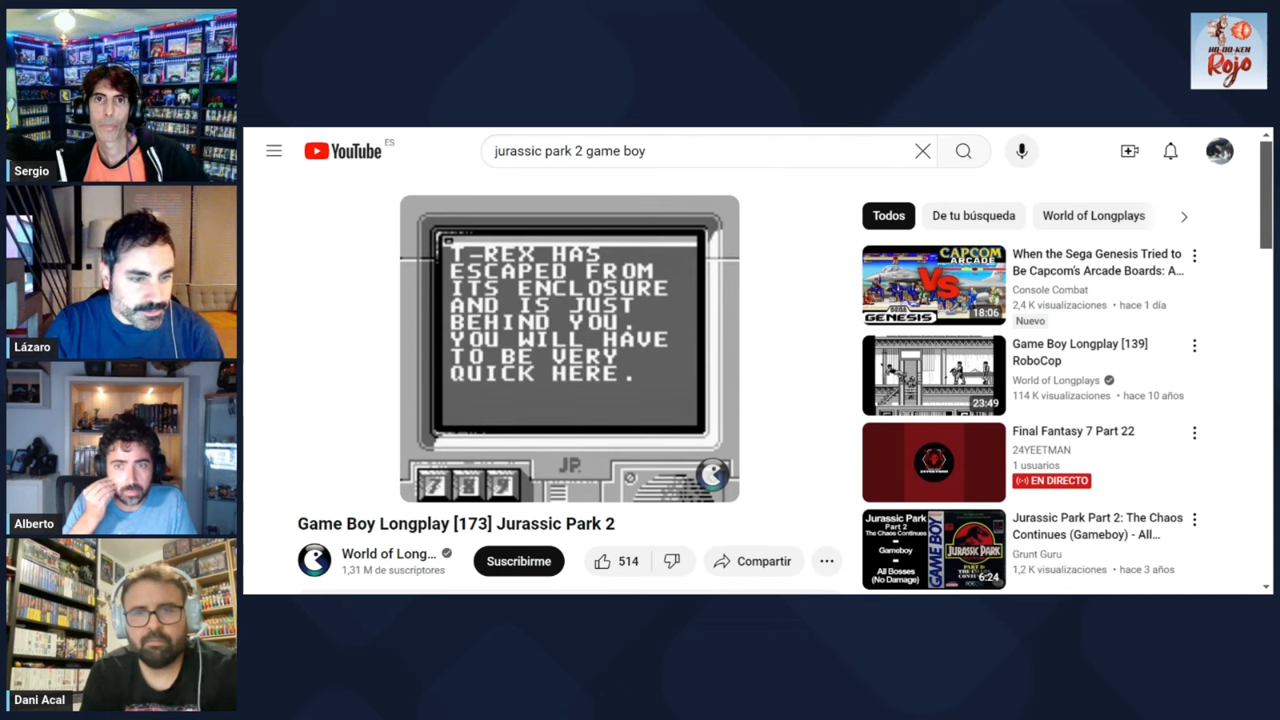 Sergio
Lázaro
Alberto
Dani Acal
HA-DO-KEN
Rojo
YouTube ES
jurassic park 2 game boy
T-REX HAS
ESCAPED FROM
ITS ENCLOSURE
AND IS JUST
BEHIND YOU.
YOU WILL HAVE
TO BE VERY
QUICK HERE.
JP
7 8 9
Game Boy Longplay [173] Jurassic Park 2
World of Long...
1,31 M de suscriptores
Suscribirme
514
Compartir
Todos
De tu búsqueda
World of Longplays
CAPCOM
ARCADE
VS
SEGA
GENESIS
18:06
When the Sega Genesis Tried to
Be Capcom's Arcade Boards: A...
Console Combat
2,4 K visualizaciones • hace 1 día
Nuevo
23:49
Game Boy Longplay [139]
RoboCop
World of Longplays
114 K visualizaciones • hace 10 años
24YEETMAN
Final Fantasy 7 Part 22
24YEETMAN
1 usuarios
EN DIRECTO
Jurassic Park
Part 2
The Chaos
Continues
Gameboy
All
Bosses
(No Damage)
GAMEBOY
JURASSIC PARK
6:24
Jurassic Park Part 2: The Chaos
Continues (Gameboy) - All...
Grunt Guru
1,2 K visualizaciones • hace 3 años